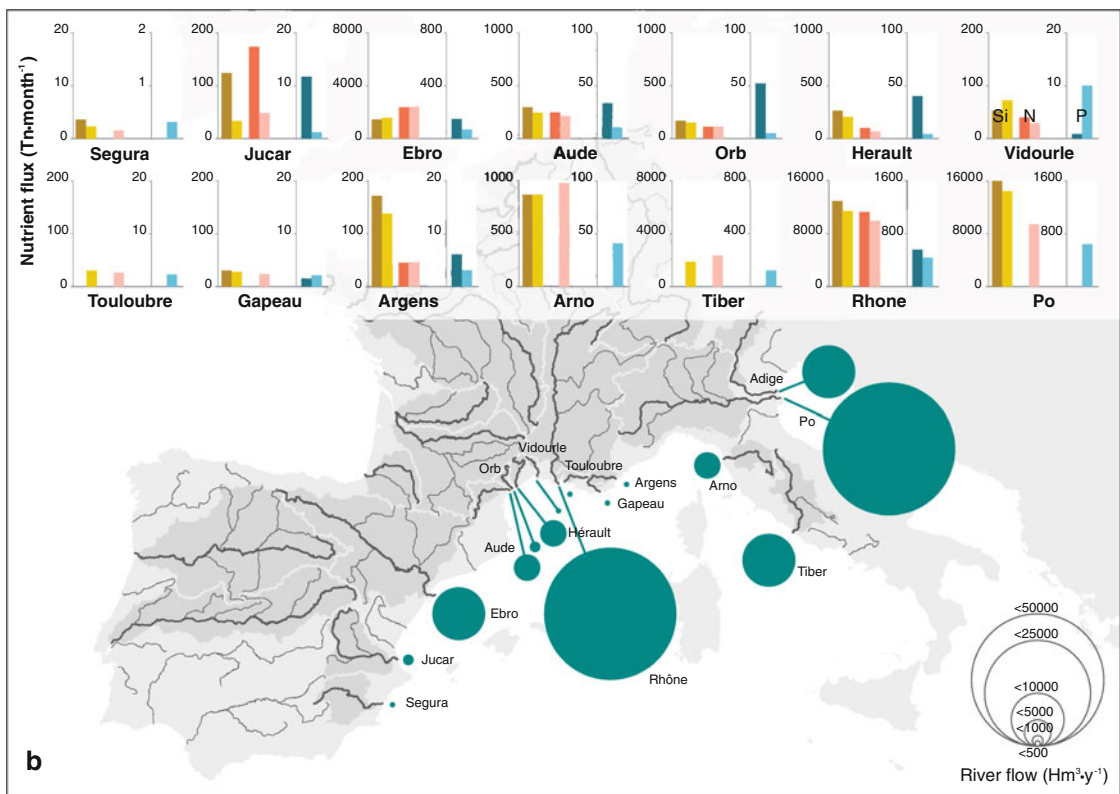 Nutrient flux (Tn•month⁻¹)
20 2 200 20 8000 800 1000 100 1000 100 1000 100 200 20
10 1 100 10 4000 400 500 50 500 50 500 50 100 10
Si N P
0 0 0 0 0 0 0
Segura Jucar Ebro Aude Orb Herault Vidourle
200 20 200 20 200 20 1000 100 8000 800 16000 1600 16000 1600
100 10 100 10 100 10 500 50 4000 400 8000 800 8000 800
0 0 0 0 0 0 0
Touloubre Gapeau Argens Arno Tiber Rhone Po
Adige
Po
Vidourle
Orb
Touloubre
Argens
Arno
Gapeau
Hérault
Aude
Tiber
Ebro
Jucar
Rhône
Segura
<50000
<25000
<10000
<5000
<1000
<500
River flow (Hm³•y⁻¹)
b